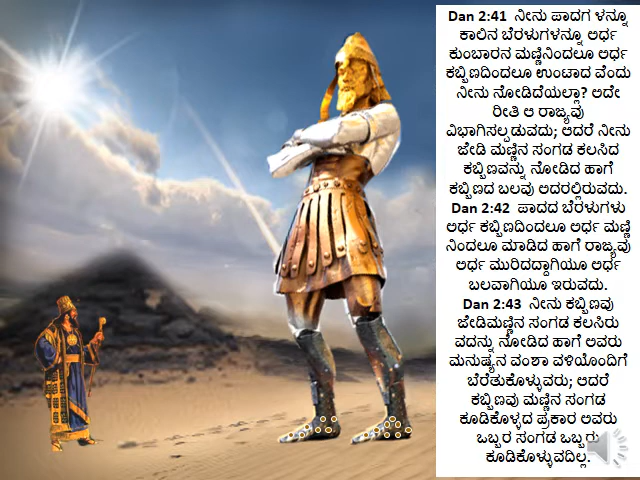 Dan 2:41 ನೀನು ಪಾದಗ ಳನ್ನೂ
ಕಾಲಿನ ಬೆರಳುಗಳನ್ನೂ ಅರ್ಧ
ಕುಂಬಾರನ ಮಣ್ಣಿನಿಂದಲೂ ಅರ್ಧ
ಕಬ್ಬಿಣದಿಂದಲೂ ಉಂಟಾದ ವೆಂದು
ನೀನು ನೋಡಿದೆಯಲ್ಲಾ? ಅದೇ
ರೀತಿ ಆ ರಾಜ್ಯವು
ವಿಭಾಗಿಸಲ್ಪಡುವದು; ಆದರೆ ನೀನು
ಜೇಡಿ ಮಣ್ಣಿನ ಸಂಗಡ ಕಲಸಿದ
ಕಬ್ಬಿಣವನ್ನು ನೋಡಿದ ಹಾಗೆ
ಕಬ್ಬಿಣದ ಬಲವು ಅದರಲ್ಲಿರುವದು.
Dan 2:42 ಪಾದದ ಬೆರಳುಗಳು
ಅರ್ಧ ಕಬ್ಬಿಣದಿಂದಲೂ ಅರ್ಧ ಮಣ್ಣಿ
ನಿಂದಲೂ ಮಾಡಿದ ಹಾಗೆ ರಾಜ್ಯವು
ಅರ್ಧ ಮುರಿದದ್ದಾಗಿಯೂ ಅರ್ಧ
ಬಲವಾಗಿಯೂ ಇರುವದು.
Dan 2:43 ನೀನು ಕಬ್ಬಿಣವು
ಜೇಡಿಮಣ್ಣಿನ ಸಂಗಡ ಕಲಸಿರು
ವದನ್ನು ನೋಡಿದ ಹಾಗೆ ಅವರು
ಮನುಷ್ಯನ ವಂಶಾ ವಳಿಯೊಂದಿಗೆ
ಬೆರೆತುಕೊಳ್ಳುವರು; ಆದರೆ
ಕಬ್ಬಿಣವು ಮಣ್ಣಿನ ಸಂಗಡ
ಕೂಡಿಕೊಳ್ಳದ ಪ್ರಕಾರ ಅವರು
ಒಬ್ಬರ ಸಂಗಡ ಒಬ್ಬರು
ಕೂಡಿಕೊಳ್ಳುವದಿಲ್ಲ.